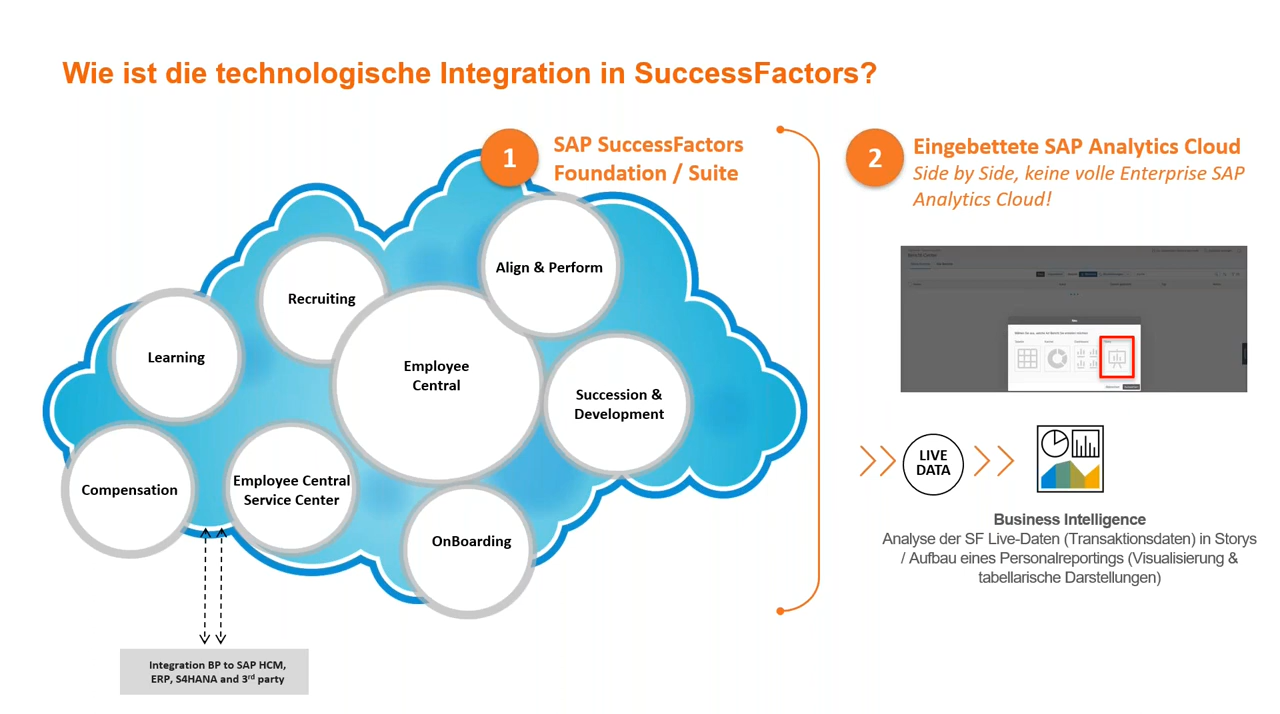 Wie ist die technologische Integration in SuccessFactors?
1
SAP SuccessFactors
Foundation / Suite
Align & Perform
Recruiting
Learning
Employee
Central
Succession &
Development
Compensation
Employee Central
Service Center
OnBoarding
Integration BP to SAP HCM,
ERP, S4HANA and 3rd party
2
Eingebettete SAP Analytics Cloud
Side by Side, keine volle Enterprise SAP
Analytics Cloud!
LIVE
DATA
Business Intelligence
Analyse der SF Live-Daten (Transaktionsdaten) in Storys
/ Aufbau eines Personalreportings (Visualisierung &
tabellarische Darstellungen)